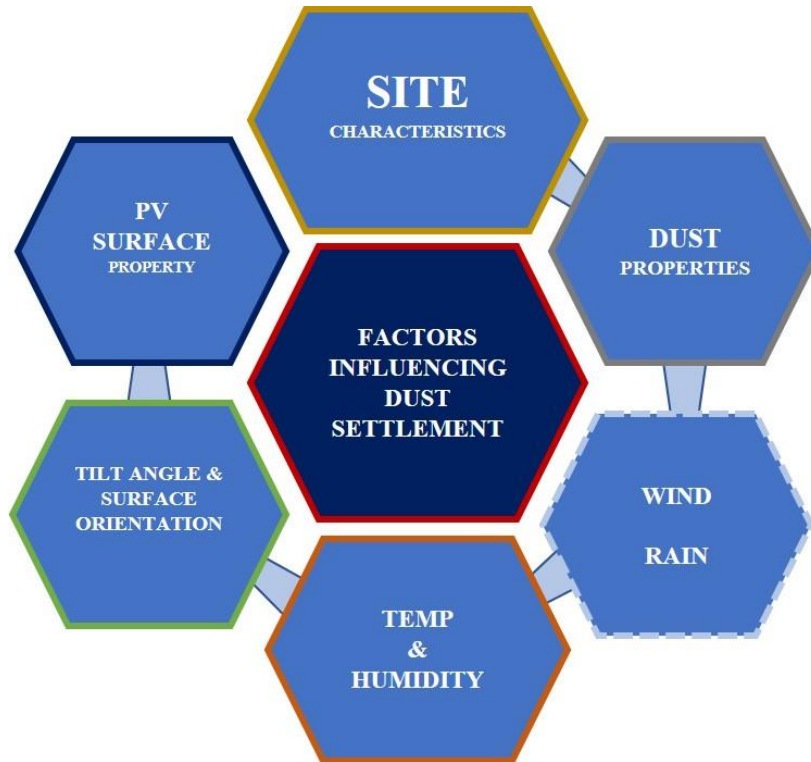 SITE
CHARACTERISTICS
DUST
PROPERTIES
WIND
RAIN
TEMP
&
HUMIDITY
TILT ANGLE &
SURFACE
ORIENTATION
PV
SURFACE
PROPERTY
FACTORS
INFLUENCING
DUST
SETTLEMENT